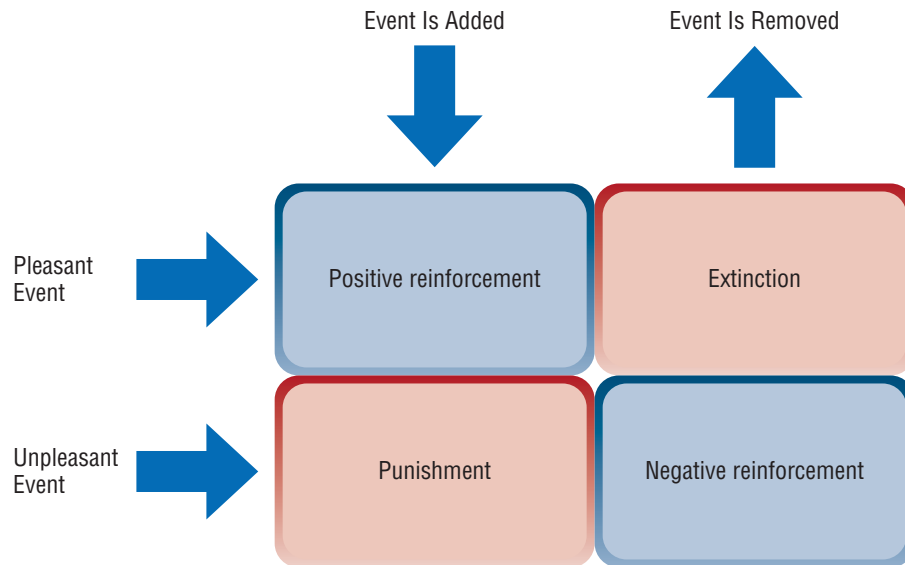 Event Is Added
Event Is Removed
Pleasant
Event
Positive reinforcement
Extinction
Unpleasant
Event
Punishment
Negative reinforcement